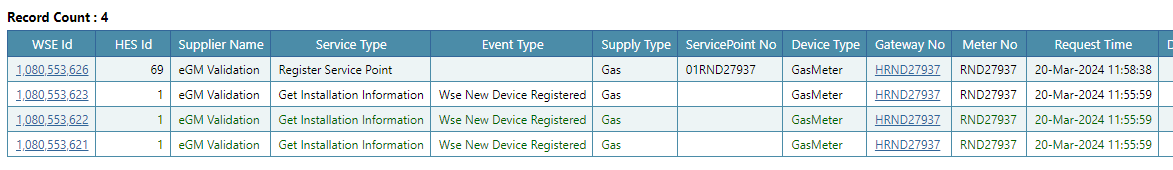 Record Count : 4
WSE Id HES Id Supplier Name Service Type Event Type Supply Type ServicePoint No Device Type Gateway No Meter No Request Time
1,080,553,626 69 eGM Validation Register Service Point Gas 01RND27937 GasMeter HRND27937 RND27937 20-Mar-2024 11:58:38
1,080,553,623 1 eGM Validation Get Installation Information Wse New Device Registered Gas GasMeter HRND27937 RND27937 20-Mar-2024 11:55:59
1,080,553,622 1 eGM Validation Get Installation Information Wse New Device Registered Gas GasMeter HRND27937 RND27937 20-Mar-2024 11:55:59
1,080,553,621 1 eGM Validation Get Installation Information Wse New Device Registered Gas GasMeter HRND27937 RND27937 20-Mar-2024 11:55:59